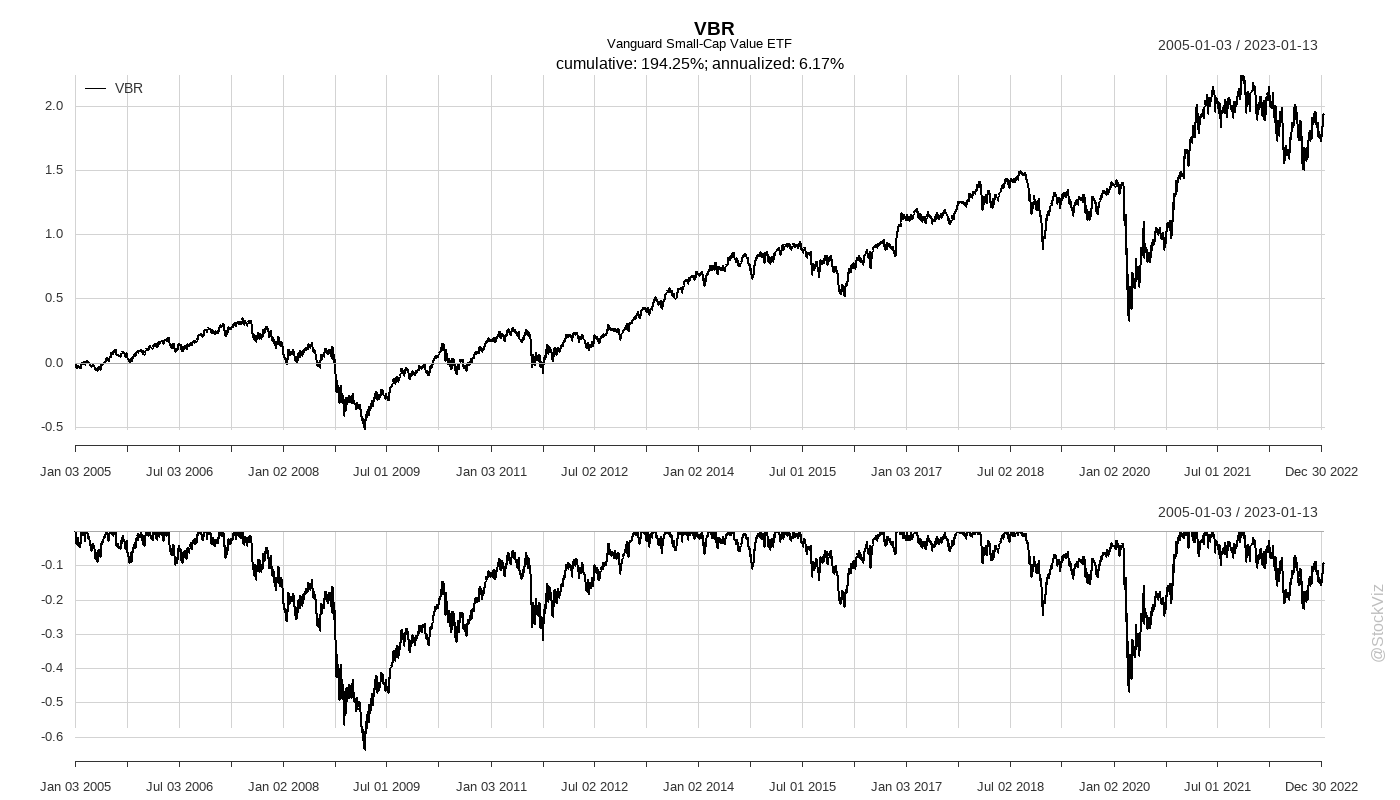 VBR
Vanguard Small-Cap Value ETF
2005-01-03 / 2023-01-13
cumulative: 194.25%; annualized: 6.17%
VBR
2.0
1.5
1.0
0.5
0.0
-0.5
Jan 03 2005 Jul 03 2006 Jan 02 2008 Jul 01 2009 Jan 03 2011 Jul 02 2012 Jan 02 2014 Jul 01 2015 Jan 03 2017 Jul 02 2018 Jan 02 2020 Jul 01 2021 Dec 30 2022
2005-01-03 / 2023-01-13
-0.1
-0.2
-0.3
-0.4
-0.5
-0.6
Jan 03 2005 Jul 03 2006 Jan 02 2008 Jul 01 2009 Jan 03 2011 Jul 02 2012 Jan 02 2014 Jul 01 2015 Jan 03 2017 Jul 02 2018 Jan 02 2020 Jul 01 2021 Dec 30 2022
@StockViz